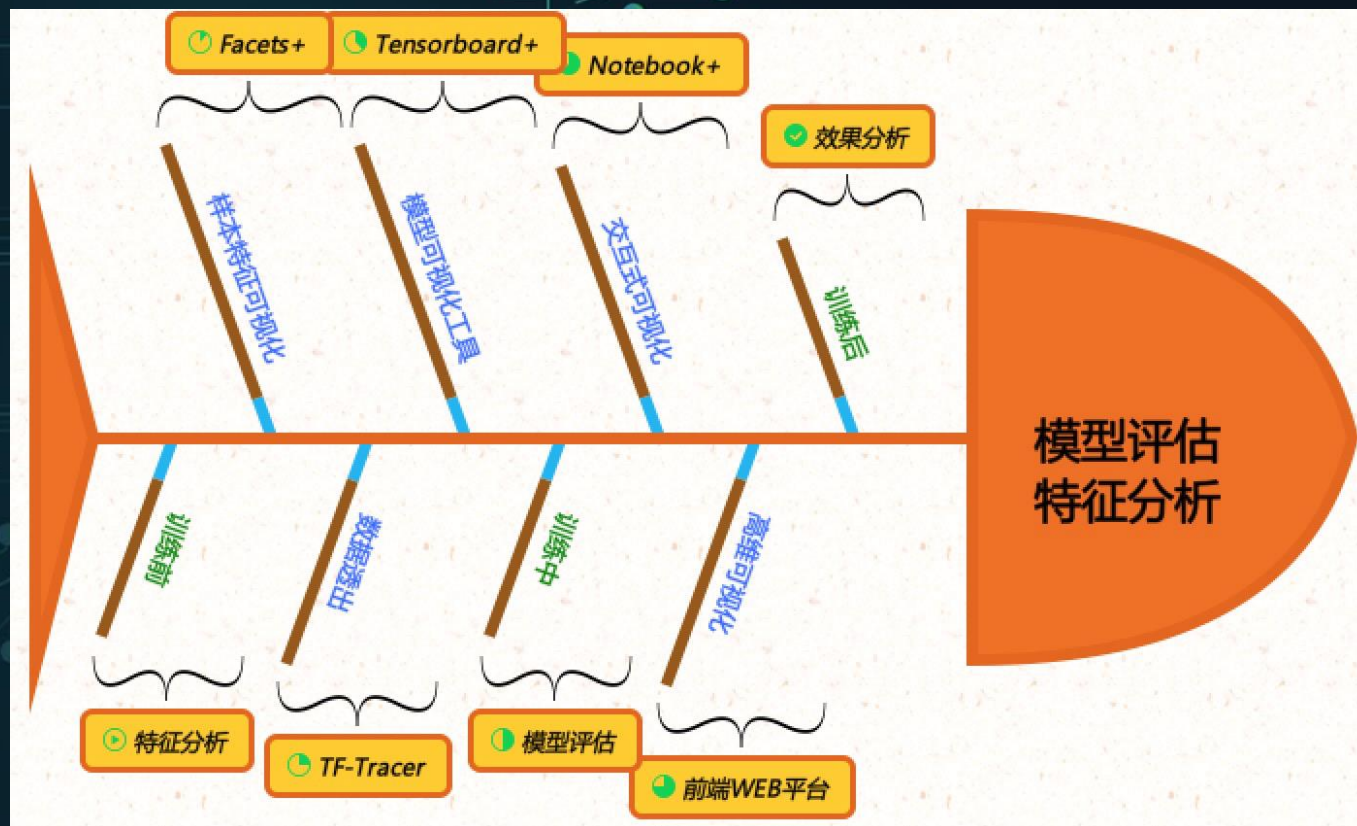 Facets+
Tensorboard+
Notebook+
效果分析
样本特征可视化
模型可视化工具
交互式可视化
训练后
模型评估
特征分析
训练前
数据透出
训练中
高维可视化
特征分析
TF-Tracer
模型评估
前端WEB平台